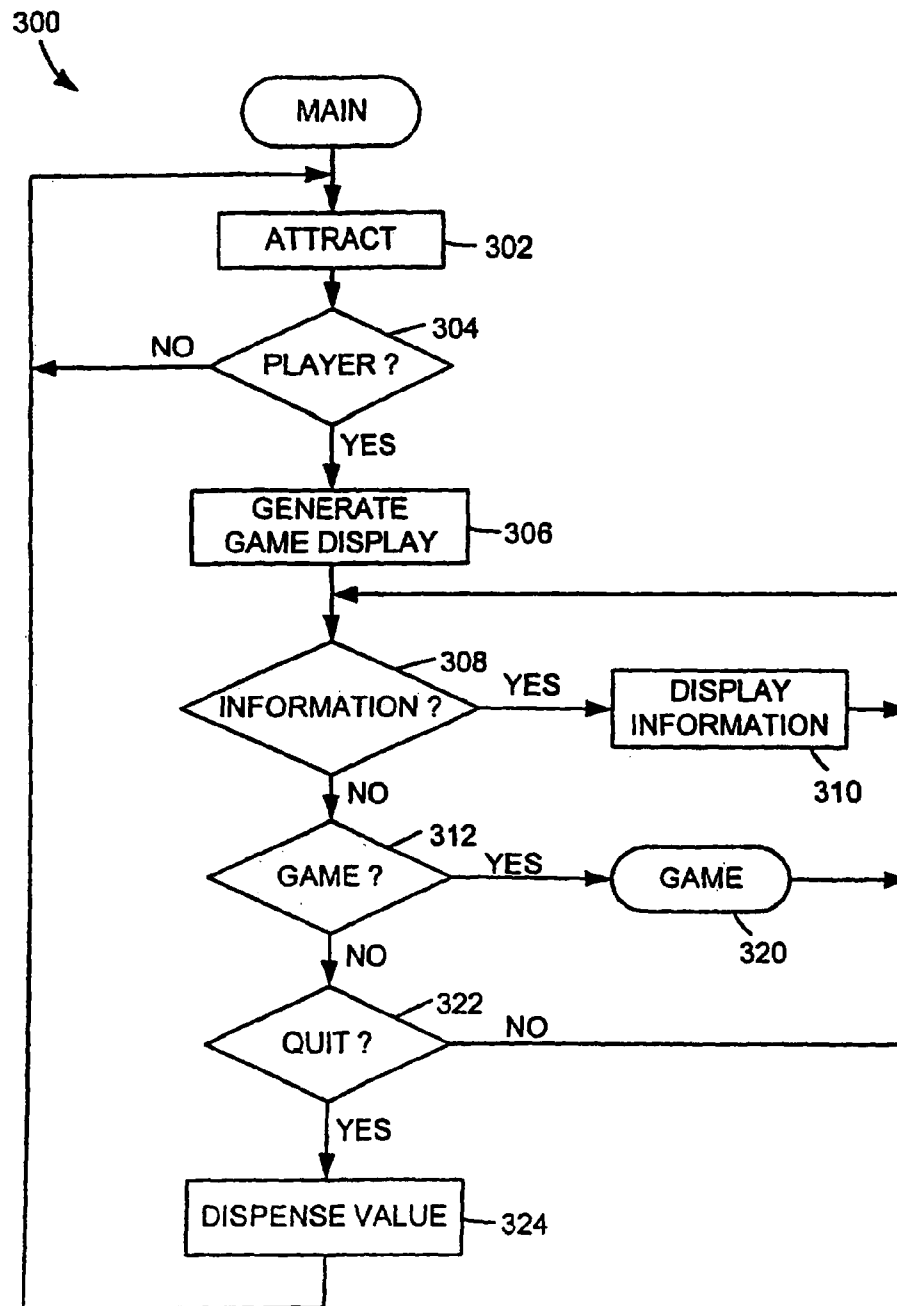 300
MAIN
ATTRACT
302
304
NO
PLAYER ?
YES
GENERATE
GAME DISPLAY
306
308
INFORMATION ?
YES
DISPLAY
INFORMATION
310
NO
312
GAME ?
YES
GAME
320
NO
322
QUIT ?
NO
YES
DISPENSE VALUE
324